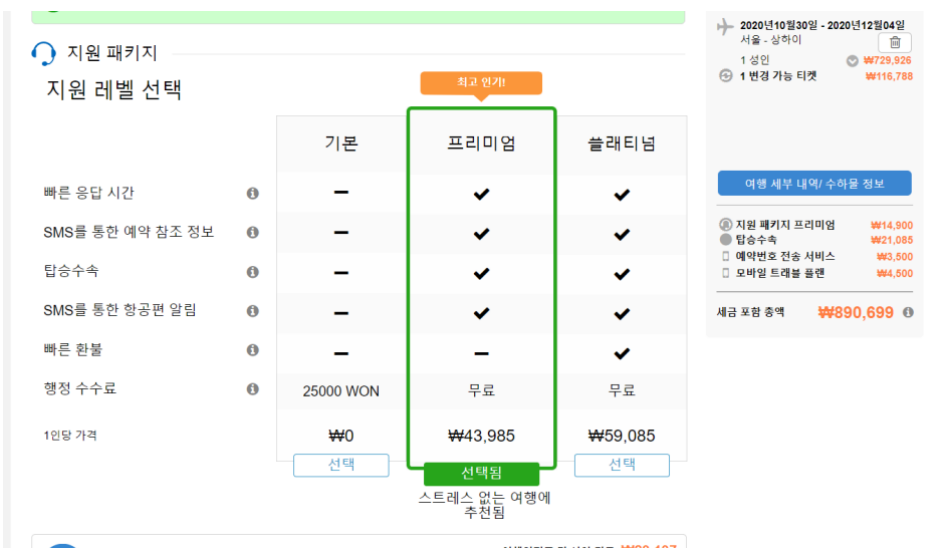 지원 패키지
지원 레벨 선택
최고 인기!
기본 프리미엄 플래티넘
빠른 응답 시간
SMS를 통한 예약 참조 정보
탑승수속
SMS를 통한 항공편 알림
빠른 환불
행정 수수료 25000 WON 무료 무료
1인당 가격 ₩0 ₩43,985 ₩59,085
선택 선택됨 선택
스트레스 없는 여행에
추천됨
2020년10월30일 - 2020년12월04일
서울 - 상하이
1 성인 ₩729,926
1 변경 가능 티켓 ₩116,788
여행 세부 내역/ 수하물 정보
지원 패키지 프리미엄 ₩14,900
탑승수속 ₩21,085
예약번호 전송 서비스 ₩3,500
모바일 트래블 플랜 ₩4,500
세금 포함 총액 ₩890,699